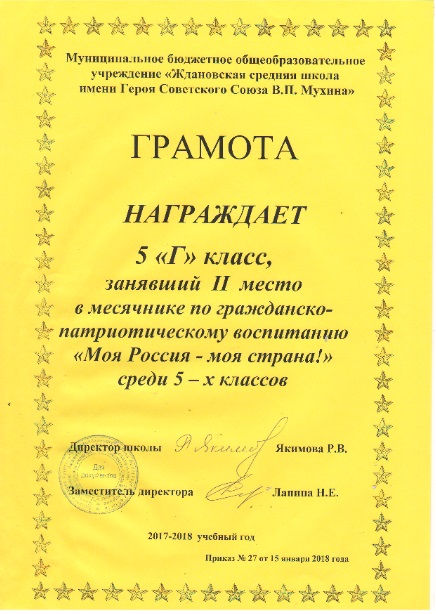 Муниципальное бюджетное общеобразовательное
учреждение «Ждановская средняя школа
имени Героя Советского Союза В.П. Мухина»
ГРАМОТА
НАГРАЖДАЕТ
5 «Г» класс,
занявший II место
в месячнике по гражданско-
патриотическому воспитанию
«Моя Россия - моя страна!»
среди 5 – х классов
Директор школы Якимова Р.В.
Для
документов
Заместитель директора Лапина Н.Е.
2017-2018 учебный год
Приказ № 27 от 15 января 2018 года